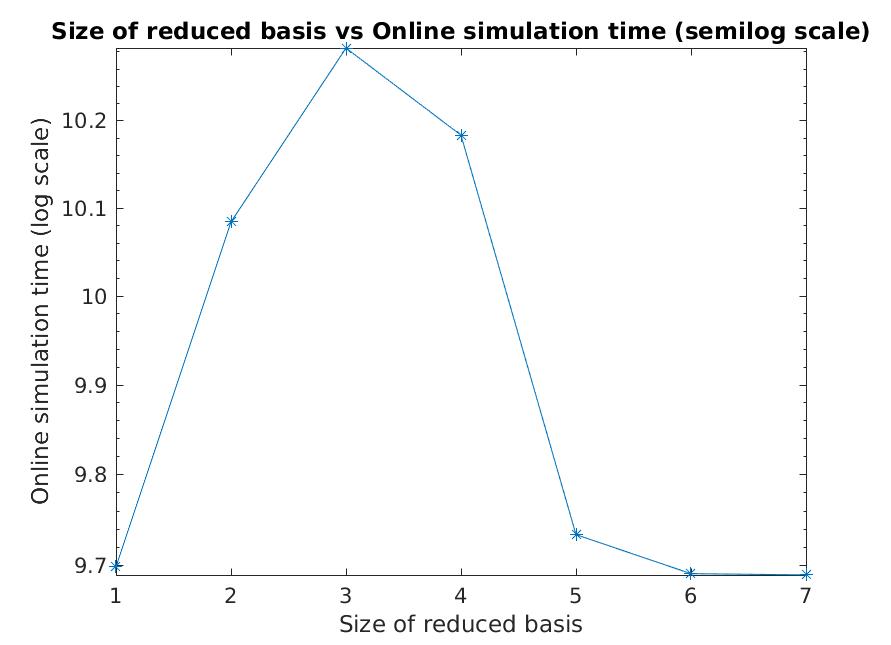 Size of reduced basis vs Online simulation time (semilog scale)
Online simulation time (log scale)
10.2
10.1
10
9.9
9.8
9.7
1 2 3 4 5 6 7
Size of reduced basis